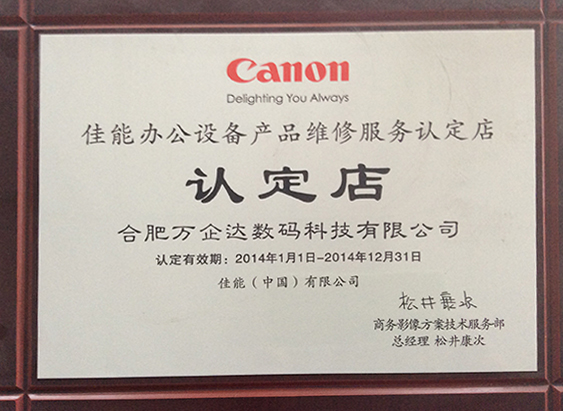 Canon
Delighting You Always
佳能办公设备产品维修服务认定店
认定店
合肥万企达数码科技有限公司
认定有效期：2014年1月1日-2014年12月31日
佳能（中国）有限公司
松井康次
商务影像方案技术服务部
总经理 松井康次